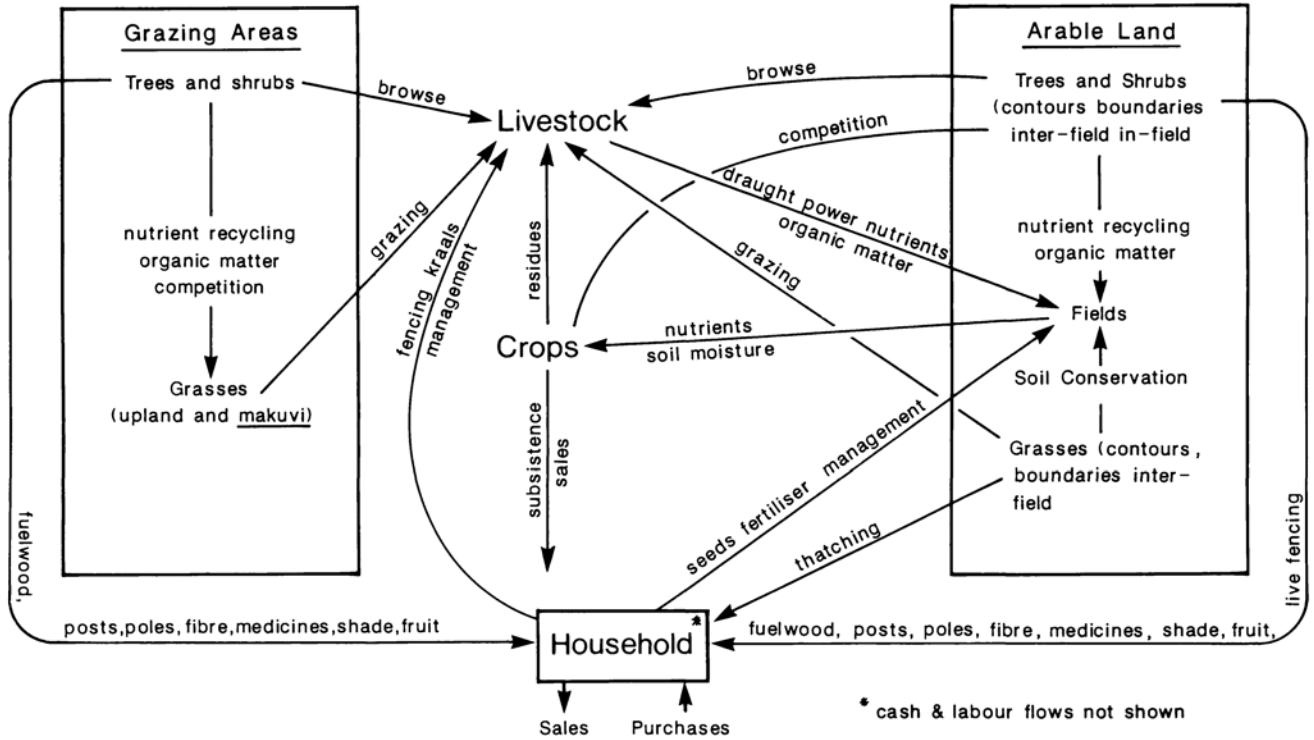 Grazing Areas
Trees and shrubs
nutrient recycling
organic matter
competition
Grasses
(upland and makuvi)
browse
grazing
fencing kraals
management
Livestock
residues
Crops
subsistence
sales
browse
competition
draught power nutrients
organic matter
grazing
nutrients
soil moisture
seeds fertiliser management
thatching
Arable Land
Trees and Shrubs
(contours boundaries
inter-field in-field
nutrient recycling
organic matter
Fields
Soil Conservation
Grasses (contours,
boundaries inter-
field
fuelwood,
posts,poles,fibre,medicines,shade,fruit
Household*
fuelwood, posts, poles, fibre, medicines, shade, fruit,
live fencing
Sales
Purchases
* cash & labour flows not shown